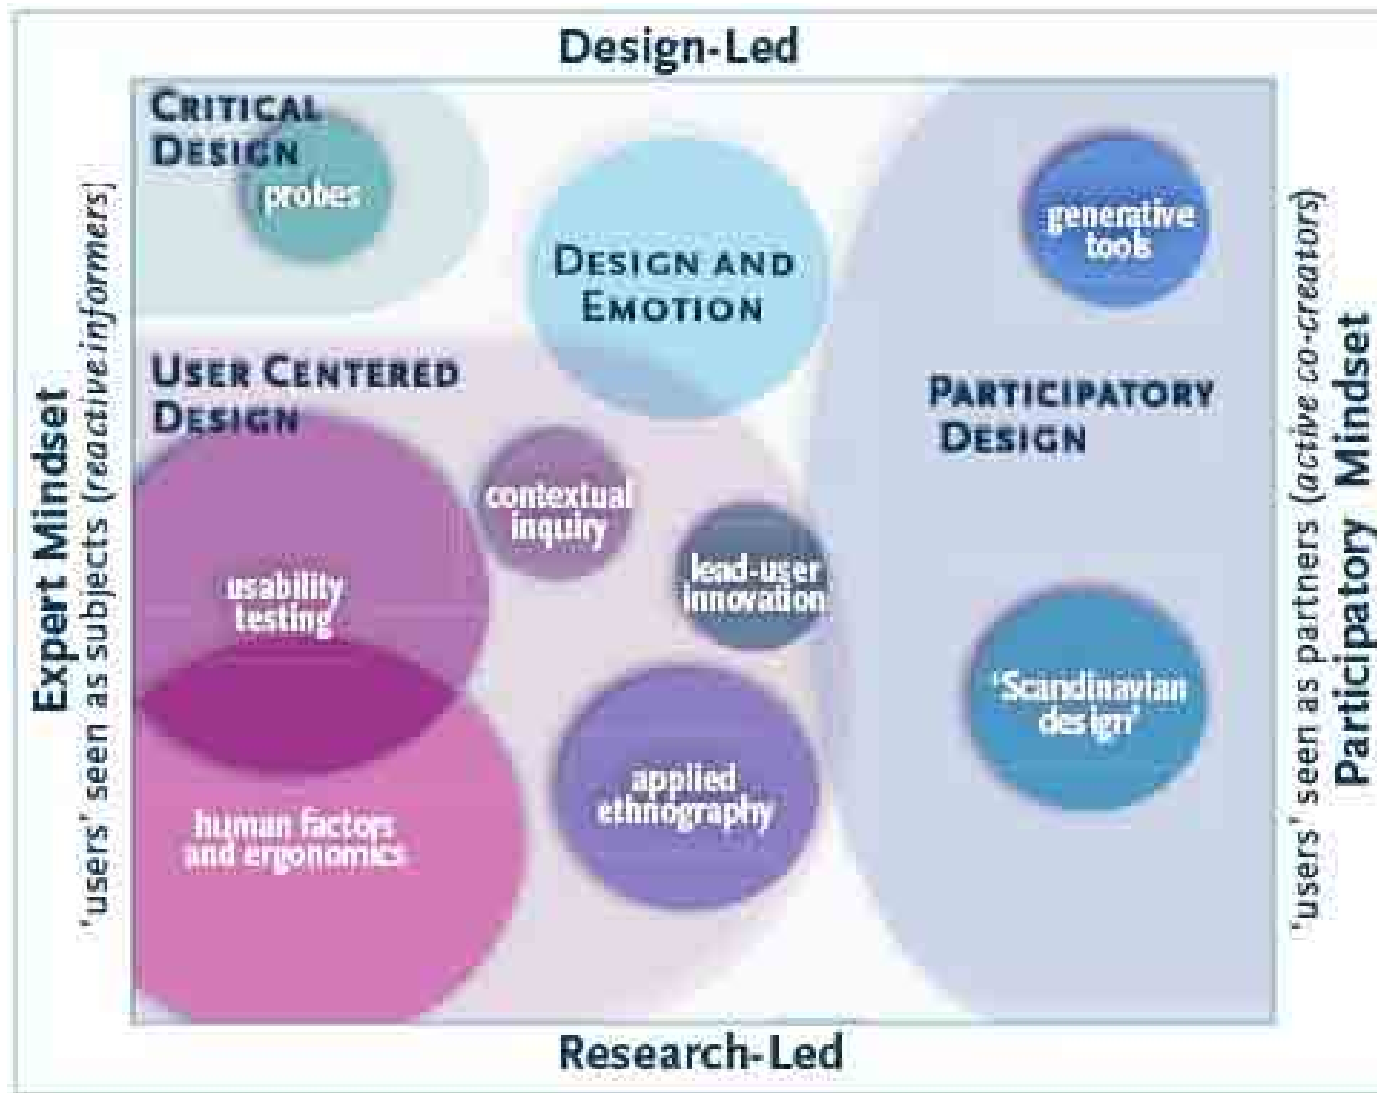 Design-Led
CRITICAL
DESIGN
probes
DESIGN AND
EMOTION
generative
tools
USER CENTERED
DESIGN
PARTICIPATORY
DESIGN
contextual
inquiry
lead-user
innovation
usability
testing
'Scandinavian
design'
applied
ethnography
human factors
and ergonomics
Research-Led
Expert Mindset
'users' seen as subjects (reactive informers)
'users' seen as partners (active co-creators)
Participatory Mindset